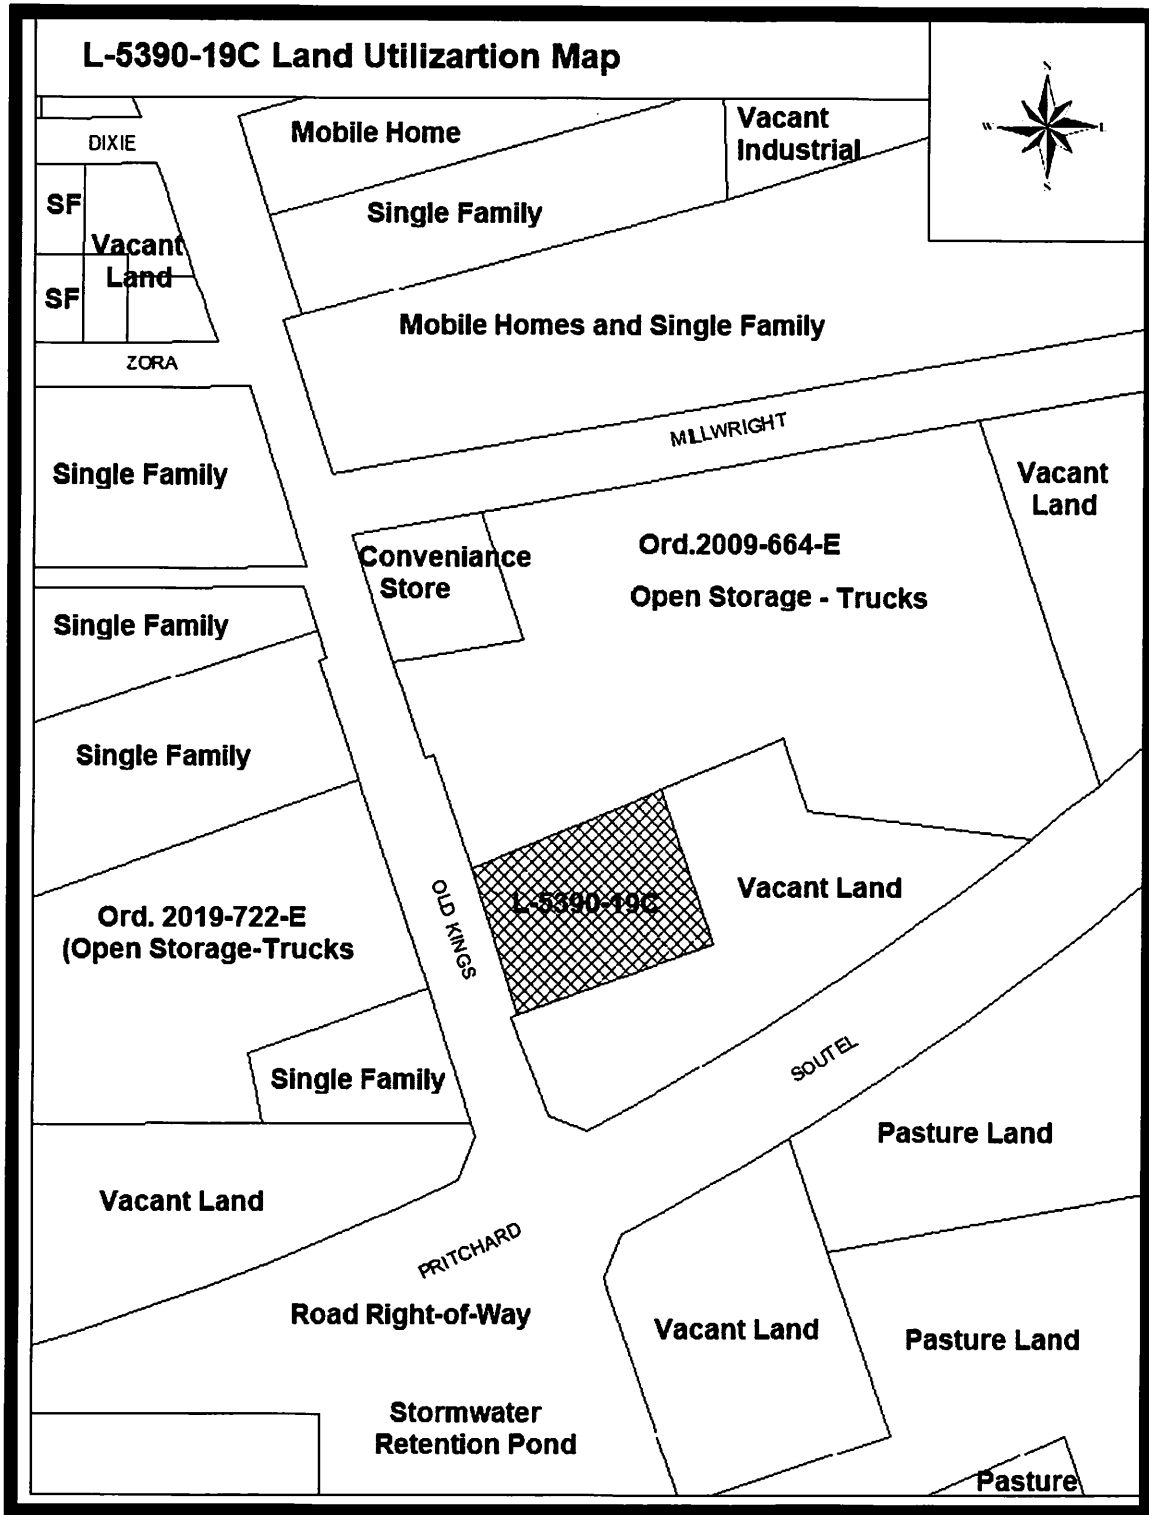 L-5390-19C Land Utilizartion Map
N
W
E
S
DIXIE
Mobile Home
Vacant
Industrial
SF
Vacant
Land
SF
Single Family
Mobile Homes and Single Family
ZORA
MILLWRIGHT
Single Family
Vacant
Land
Conveniance
Store
Ord.2009-664-E
Open Storage - Trucks
Single Family
Single Family
OLD KINGS
L-5390-19C
Vacant Land
Ord. 2019-722-E
(Open Storage-Trucks
SOUTEL
Single Family
Pasture Land
Vacant Land
PRITCHARD
Road Right-of-Way
Vacant Land
Pasture Land
Stormwater
Retention Pond
Pasture